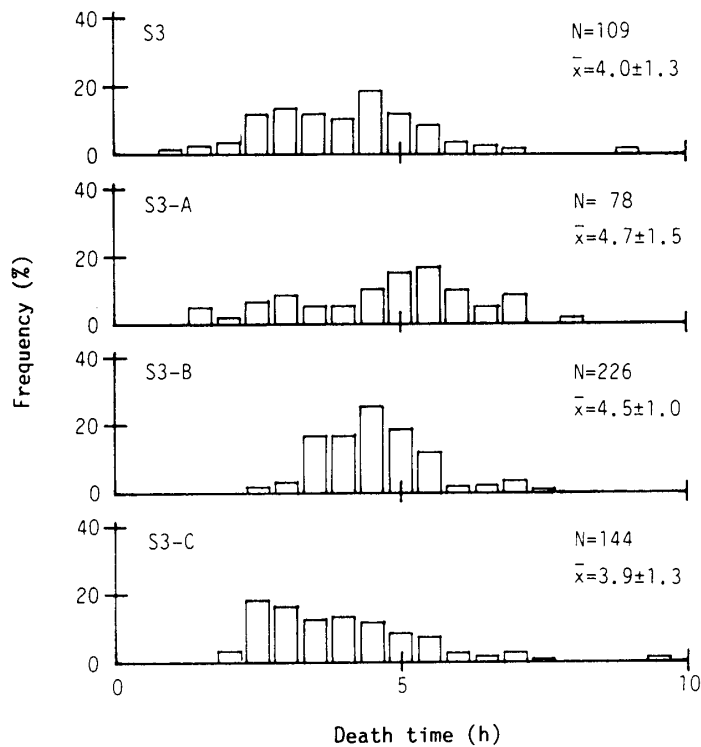 40
S3
N=109
x̄=4.0±1.3
20
0
40
S3-A
N= 78
x̄=4.7±1.5
20
0
Frequency (%)
40
S3-B
N=226
x̄=4.5±1.0
20
0
40
S3-C
N=144
x̄=3.9±1.3
20
0
0 5 10
Death time (h)